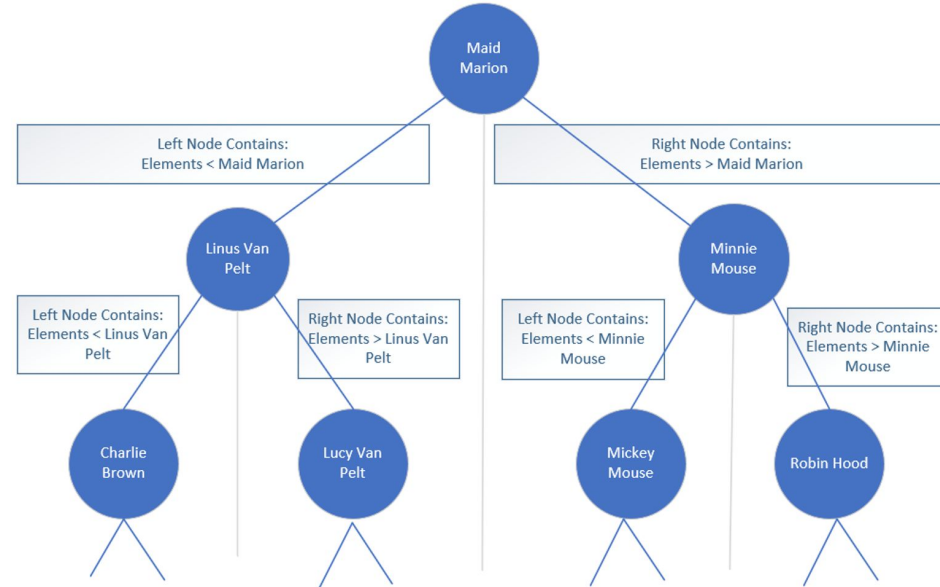 Maid
Marion
Left Node Contains:
Elements < Maid Marion
Right Node Contains:
Elements > Maid Marion
Linus Van
Pelt
Minnie
Mouse
Left Node Contains:
Elements < Linus Van
Pelt
Right Node Contains:
Elements > Linus Van
Pelt
Left Node Contains:
Elements < Minnie
Mouse
Right Node Contains:
Elements > Minnie
Mouse
Charlie
Brown
Lucy Van
Pelt
Mickey
Mouse
Robin Hood